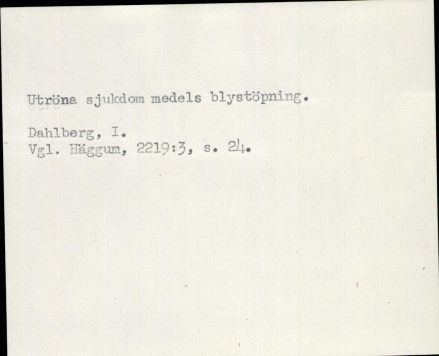 Utröna sjukdom medels blystöpning.
Dahlberg, I.
Vgl. Häggum, 2219:3, s. 24.